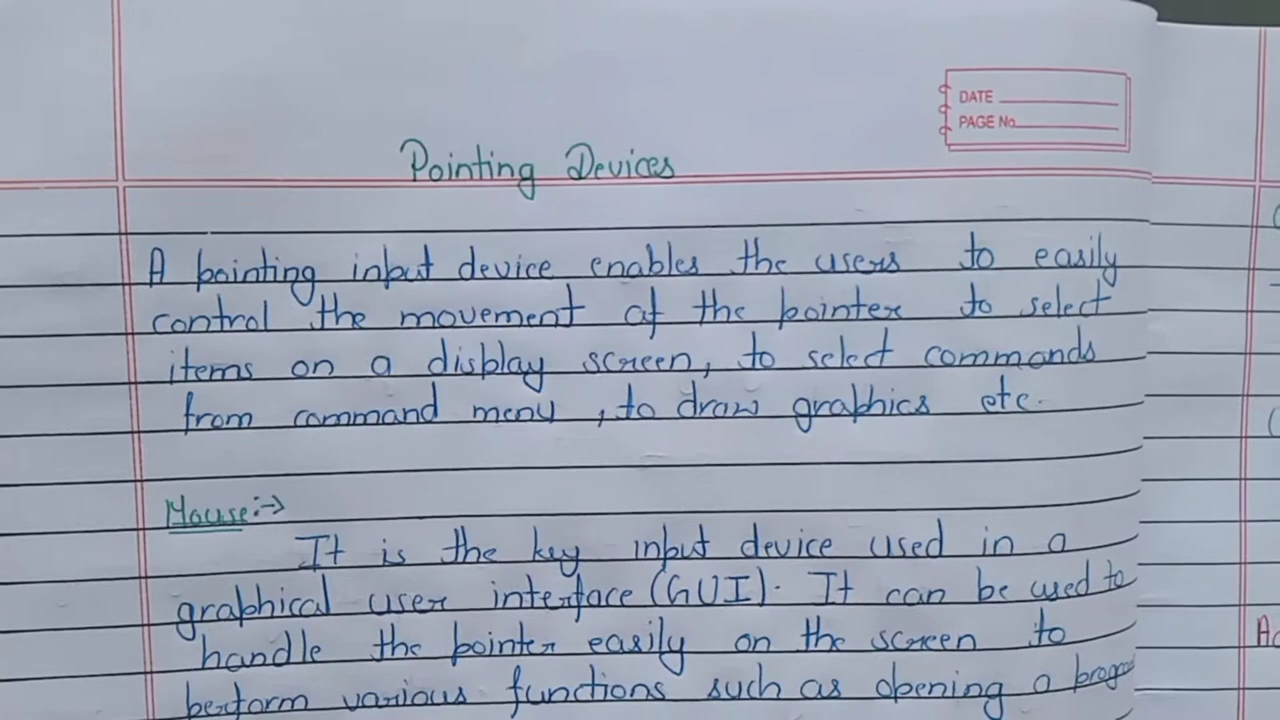 DATE
PAGE No.
Pointing Devices
A pointing input device enables the users to easily
control the movement of the pointer to select
items on a display screen, to select commands
from command menu, to draw graphics etc.
Mouse:→
It is the key input device used in a
graphical user interface (GUI). It can be used to
handle the pointer easily on the screen to
perform various functions such as opening a